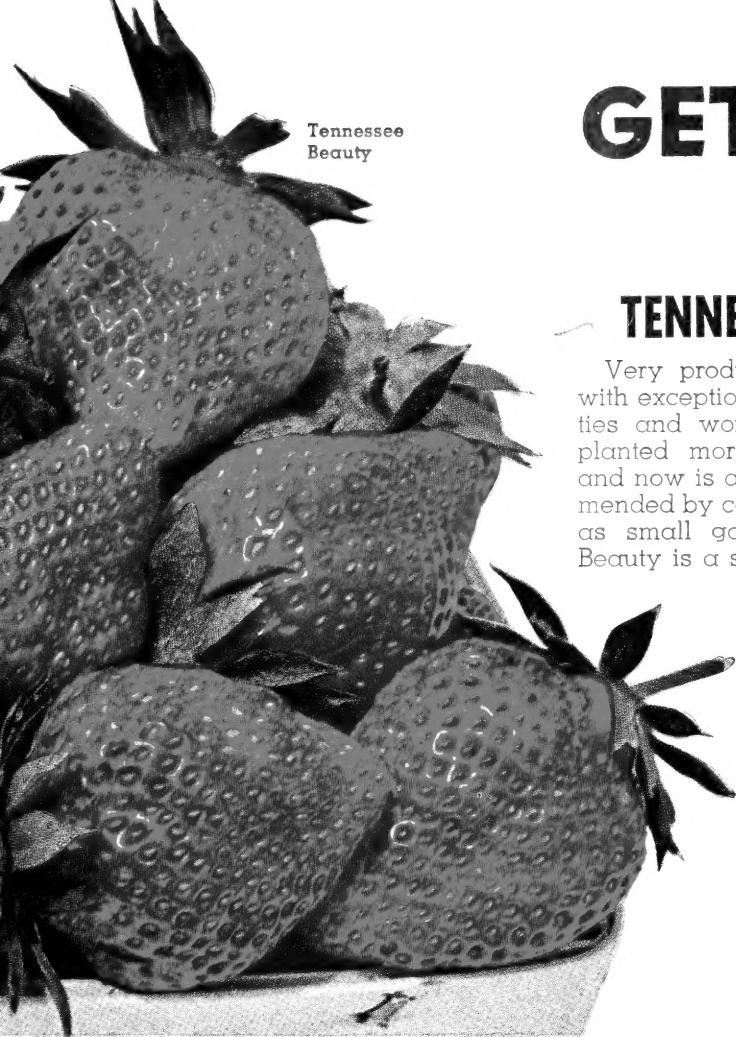 Tennessee
Beauty
GET
TENNE
Very prod
with exceptio
ties and wo
planted mor
and now is a
mended by c
as small ga
Beauty is a s